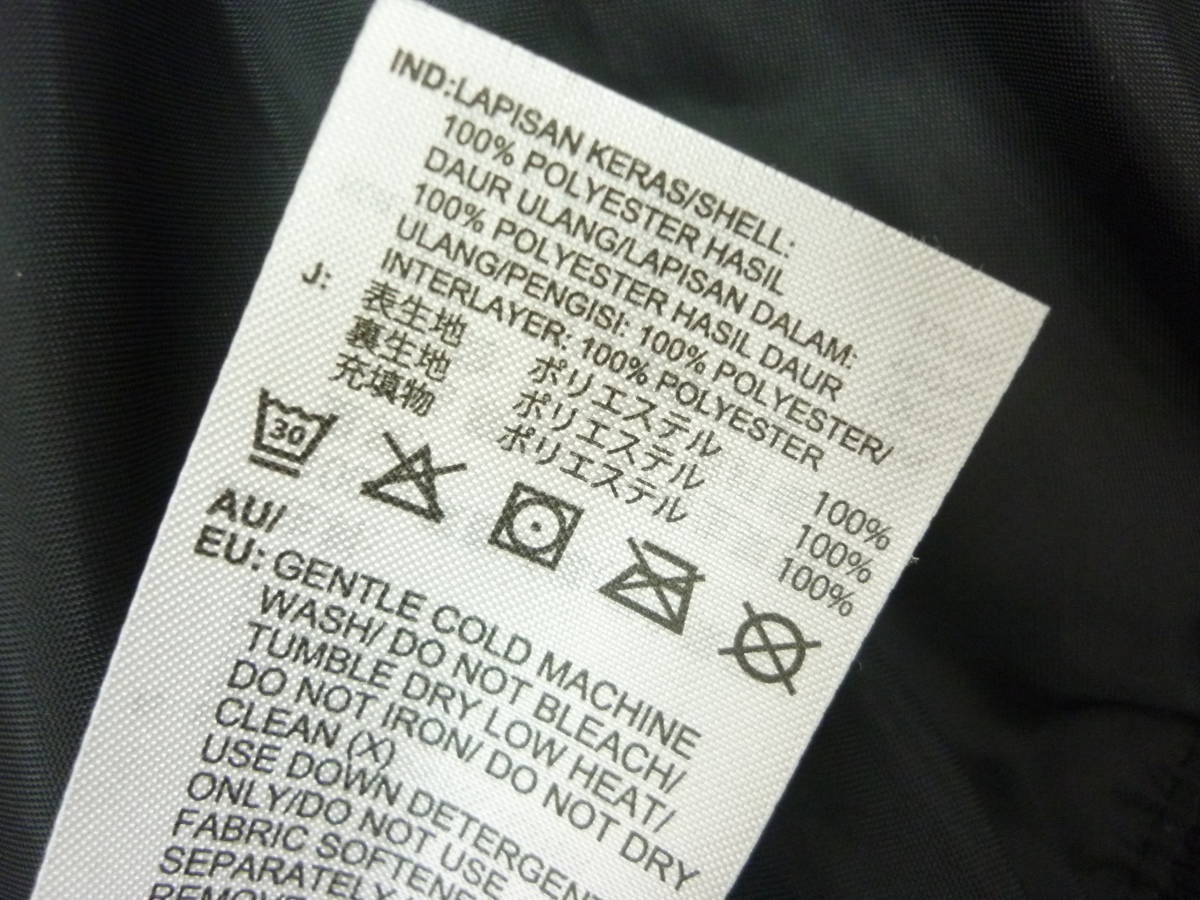 IND:LAPISAN KERAS/SHELL:
100% POLYESTER HASIL
DAUR ULANG/LAPISAN DALAM:
100% POLYESTER HASIL DAUR
ULANG/PENGISI: 100% POLYESTER/
INTERLAYER: 100% POLYESTER
J: 表生地 ポリエステル 100%
裏生地 ポリエステル 100%
充填物 ポリエステル 100%
30
AU/
EU: GENTLE COLD MACHINE
WASH/ DO NOT BLEACH/
TUMBLE DRY LOW HEAT/
DO NOT IRON/ DO NOT DRY
CLEAN (X)
USE DOWN DETERGENT
ONLY/DO NOT USE
FABRIC
SEPARATELY